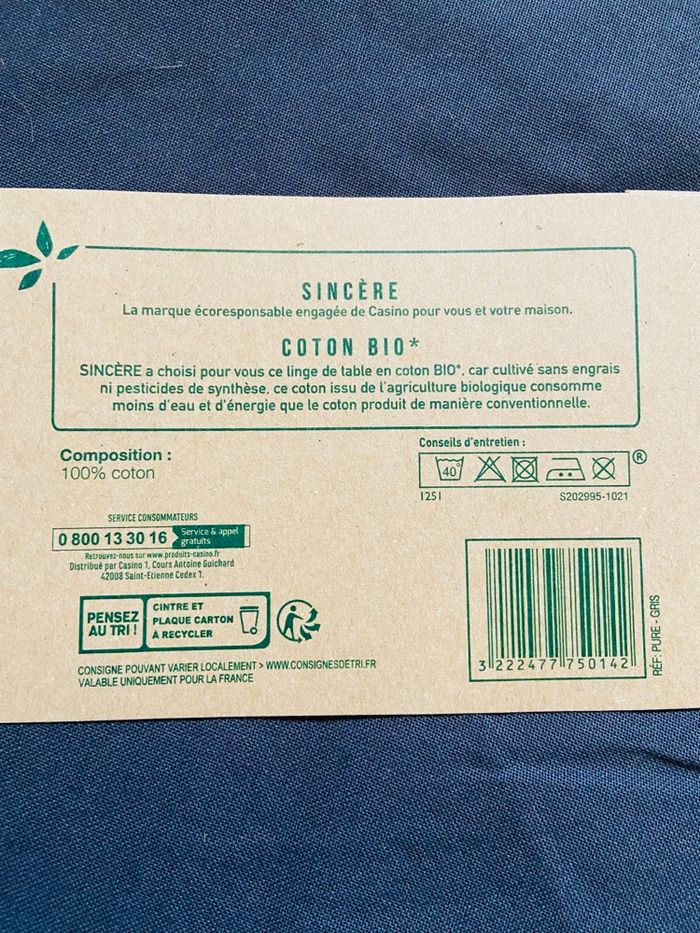 SINCÈRE
La marque écoresponsable engagée de Casino pour vous et votre maison.
COTON BIO*
SINCÈRE a choisi pour vous ce linge de table en coton BIO*, car cultivé sans engrais
ni pesticides de synthèse, ce coton issu de l'agriculture biologique consomme
moins d'eau et d'énergie que le coton produit de manière conventionnelle.
Composition :
100% coton
Conseils d'entretien :
40°
®
1251
S202995-1021
SERVICE CONSOMMATEURS
0 800 13 30 16
Service & appel
gratuits
Retrouvez-nous sur www.produits-casino.fr
Distribué par Casino 1, Cours Antoine Guichard
42008 Saint-Etienne Cedex 1.
PENSEZ
AU TRI !
CINTRE ET
PLAQUE CARTON
À RECYCLER
CONSIGNE POUVANT VARIER LOCALEMENT > WWW.CONSIGNESDETRI.FR
VALABLE UNIQUEMENT POUR LA FRANCE
3 222477 750142
REF: PURE - GRIS